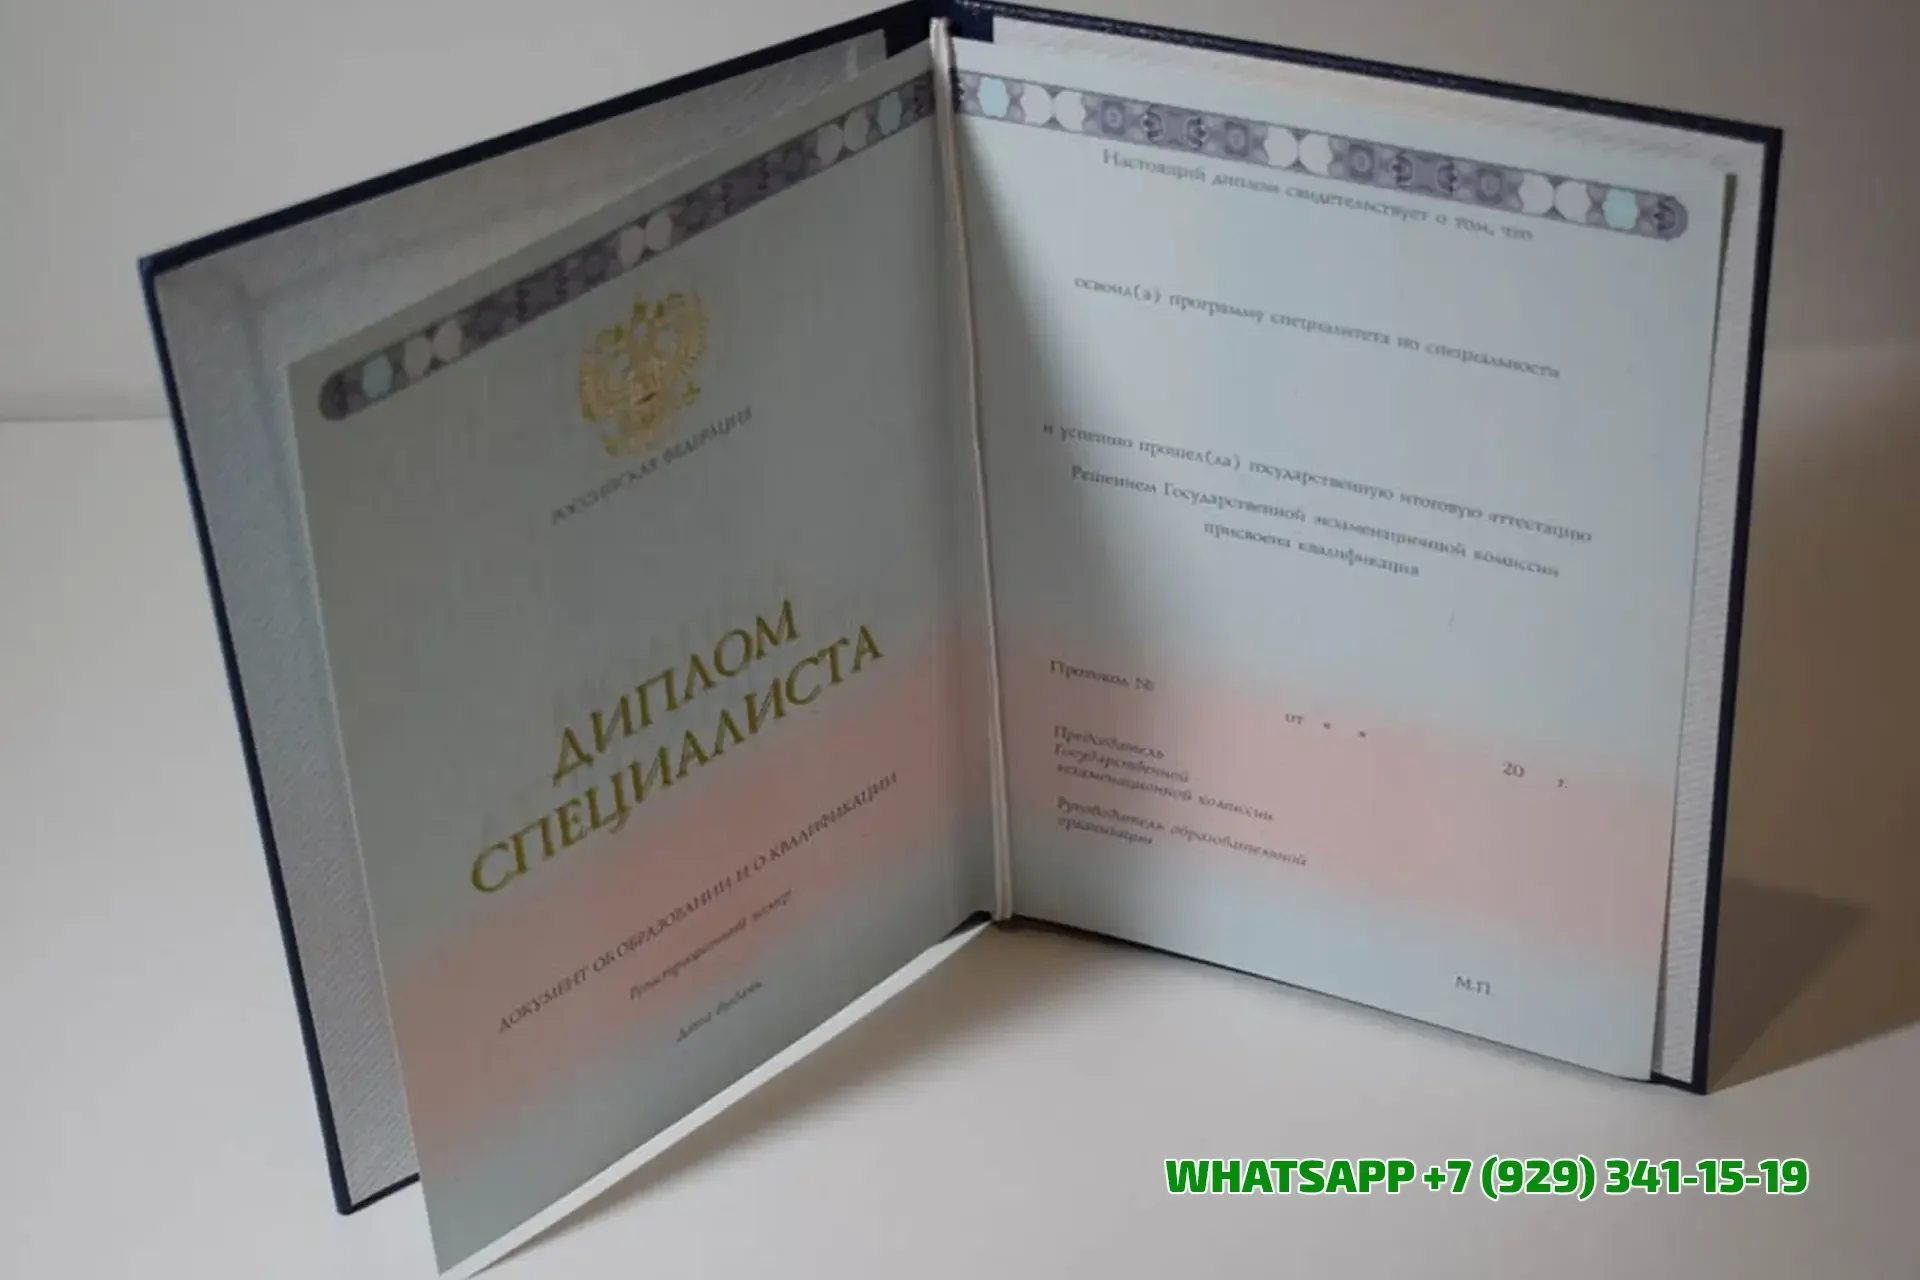 РОССИЙСКАЯ ФЕДЕРАЦИЯ
ДИПЛОМ
СПЕЦИАЛИСТА
ДОКУМЕНТ ОБ ОБРАЗОВАНИИ И О КВАЛИФИКАЦИИ
Регистрационный номер
Дата выдачи
Настоящий диплом свидетельствует о том, что
освоил(а) программу специалитета по специальности
и успешно прошел(ла) государственную итоговую аттестацию
Решением Государственной экзаменационной комиссии
присвоена квалификация
Протокол №
от « » 20 г.
Председатель
Государственной
экзаменационной комиссии
Руководитель образовательной
организации
М.П.
WHATSAPP +7 (929) 341-15-19